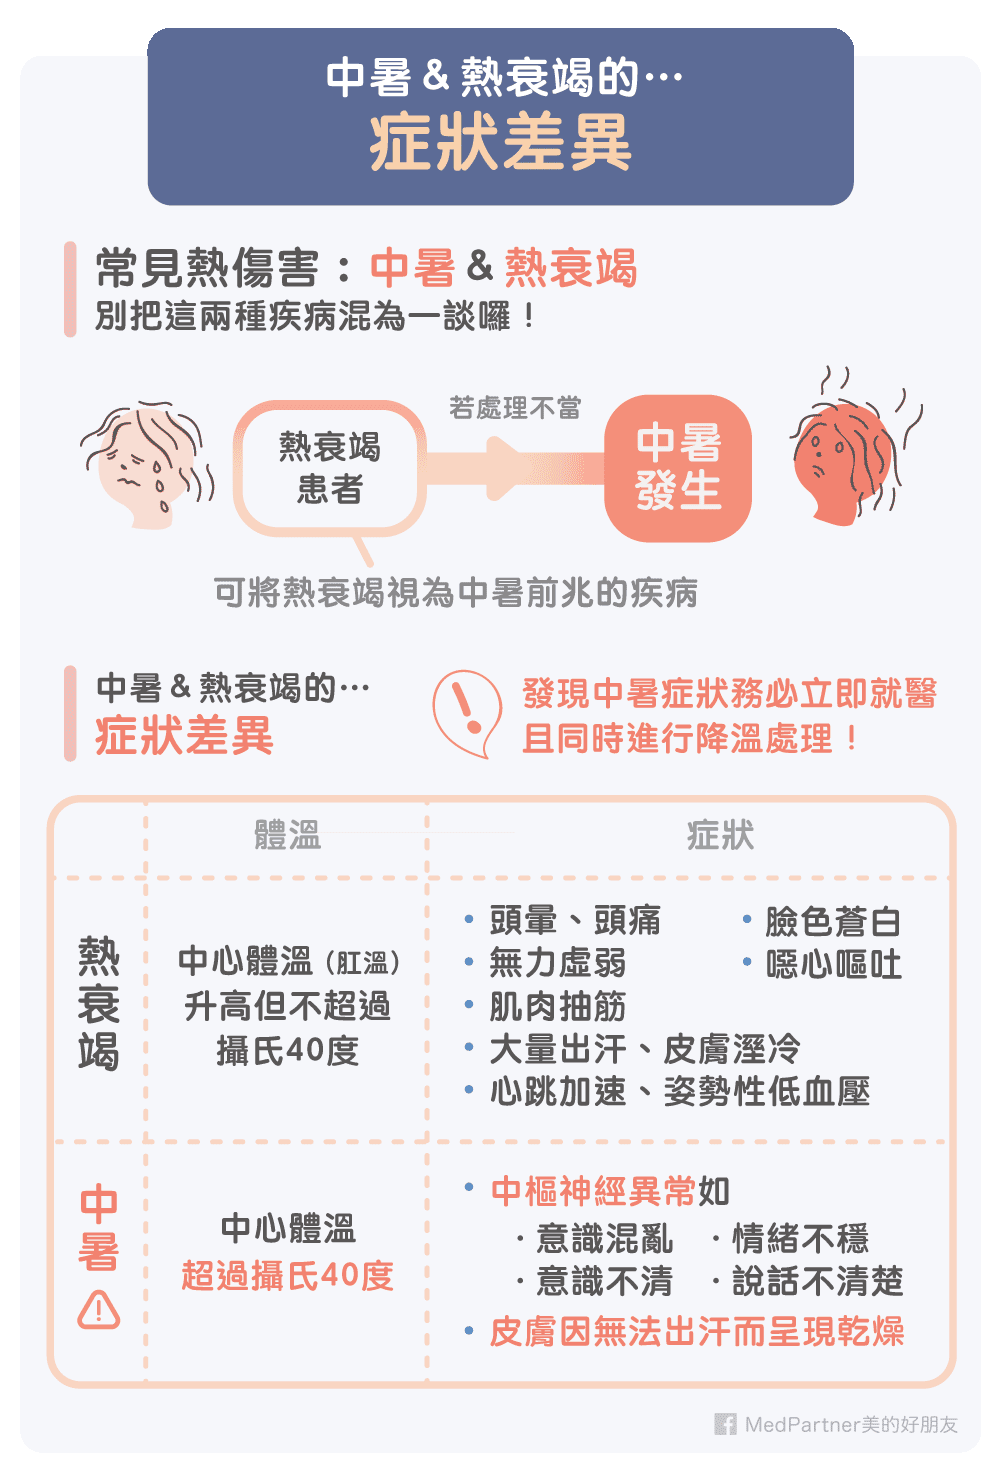 中暑&熱衰竭的…
症狀差異
常見熱傷害：中暑&熱衰竭
別把這兩種疾病混為一談囉！
熱衰竭
患者
若處理不當
中暑
發生
可將熱衰竭視為中暑前兆的疾病
中暑&熱衰竭的…
症狀差異
發現中暑症狀務必立即就醫
且同時進行降溫處理！
體溫
症狀
熱衰竭
中心體溫（肛溫）
升高但不超過
攝氏40度
• 頭暈、頭痛
• 臉色蒼白
• 無力虛弱
• 噁心嘔吐
• 肌肉抽筋
• 大量出汗、皮膚溼冷
• 心跳加速、姿勢性低血壓
中暑
中心體溫
超過攝氏40度
• 中樞神經異常如
・意識混亂
・情緒不穩
・意識不清
・說話不清楚
• 皮膚因無法出汗而呈現乾燥
MedPartner美的好朋友